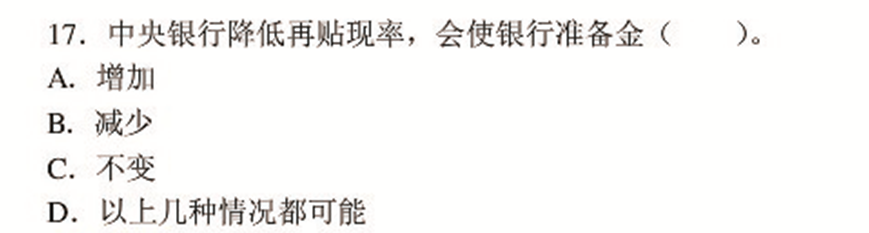 17. 中央银行降低再贴现率，会使银行准备金（　　）。
A. 增加
B. 减少
C. 不变
D. 以上几种情况都可能